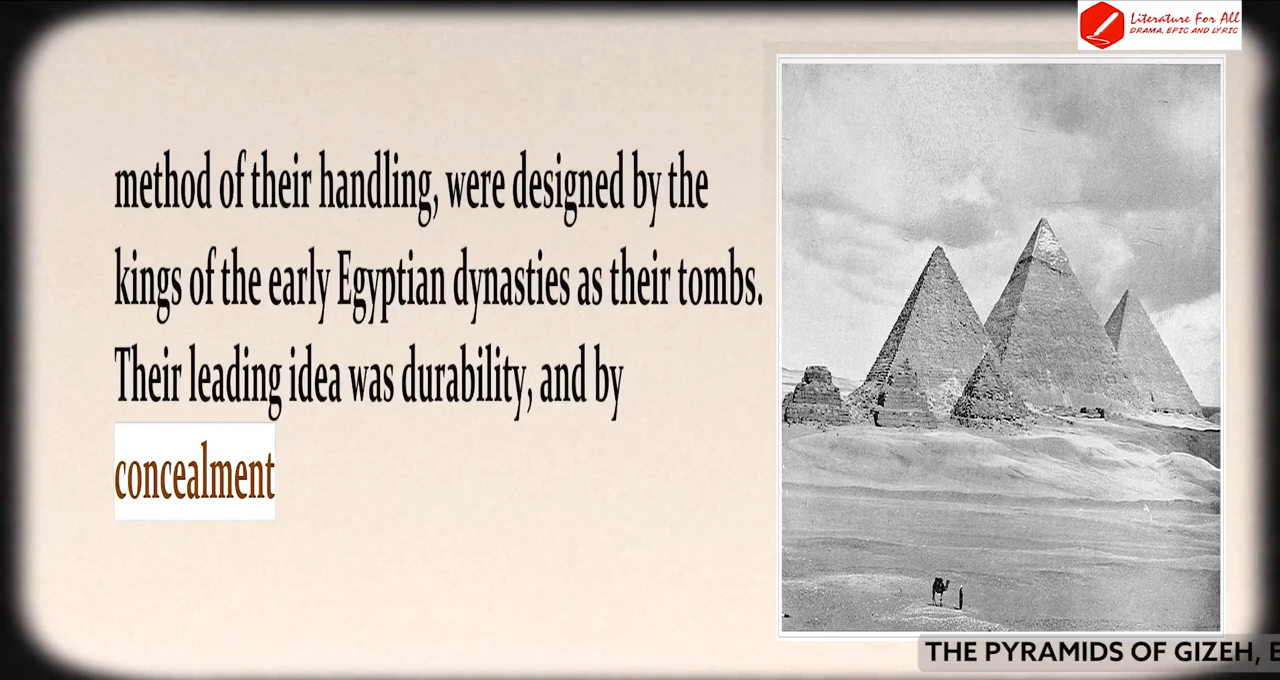 Literature For All
DRAMA, EPIC AND LYRIC
method of their handling, were designed by the
kings of the early Egyptian dynasties as their tombs.
Their leading idea was durability, and by
concealment
THE PYRAMIDS OF GIZEH, E